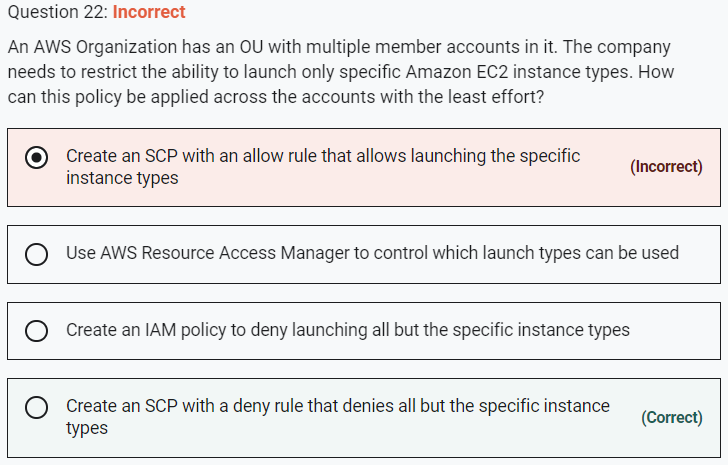 Question 22: Incorrect
An AWS Organization has an OU with multiple member accounts in it. The company
needs to restrict the ability to launch only specific Amazon EC2 instance types. How
can this policy be applied across the accounts with the least effort?
Create an SCP with an allow rule that allows launching the specific
instance types
(Incorrect)
Use AWS Resource Access Manager to control which launch types can be used
Create an IAM policy to deny launching all but the specific instance types
Create an SCP with a deny rule that denies all but the specific instance
types
(Correct)